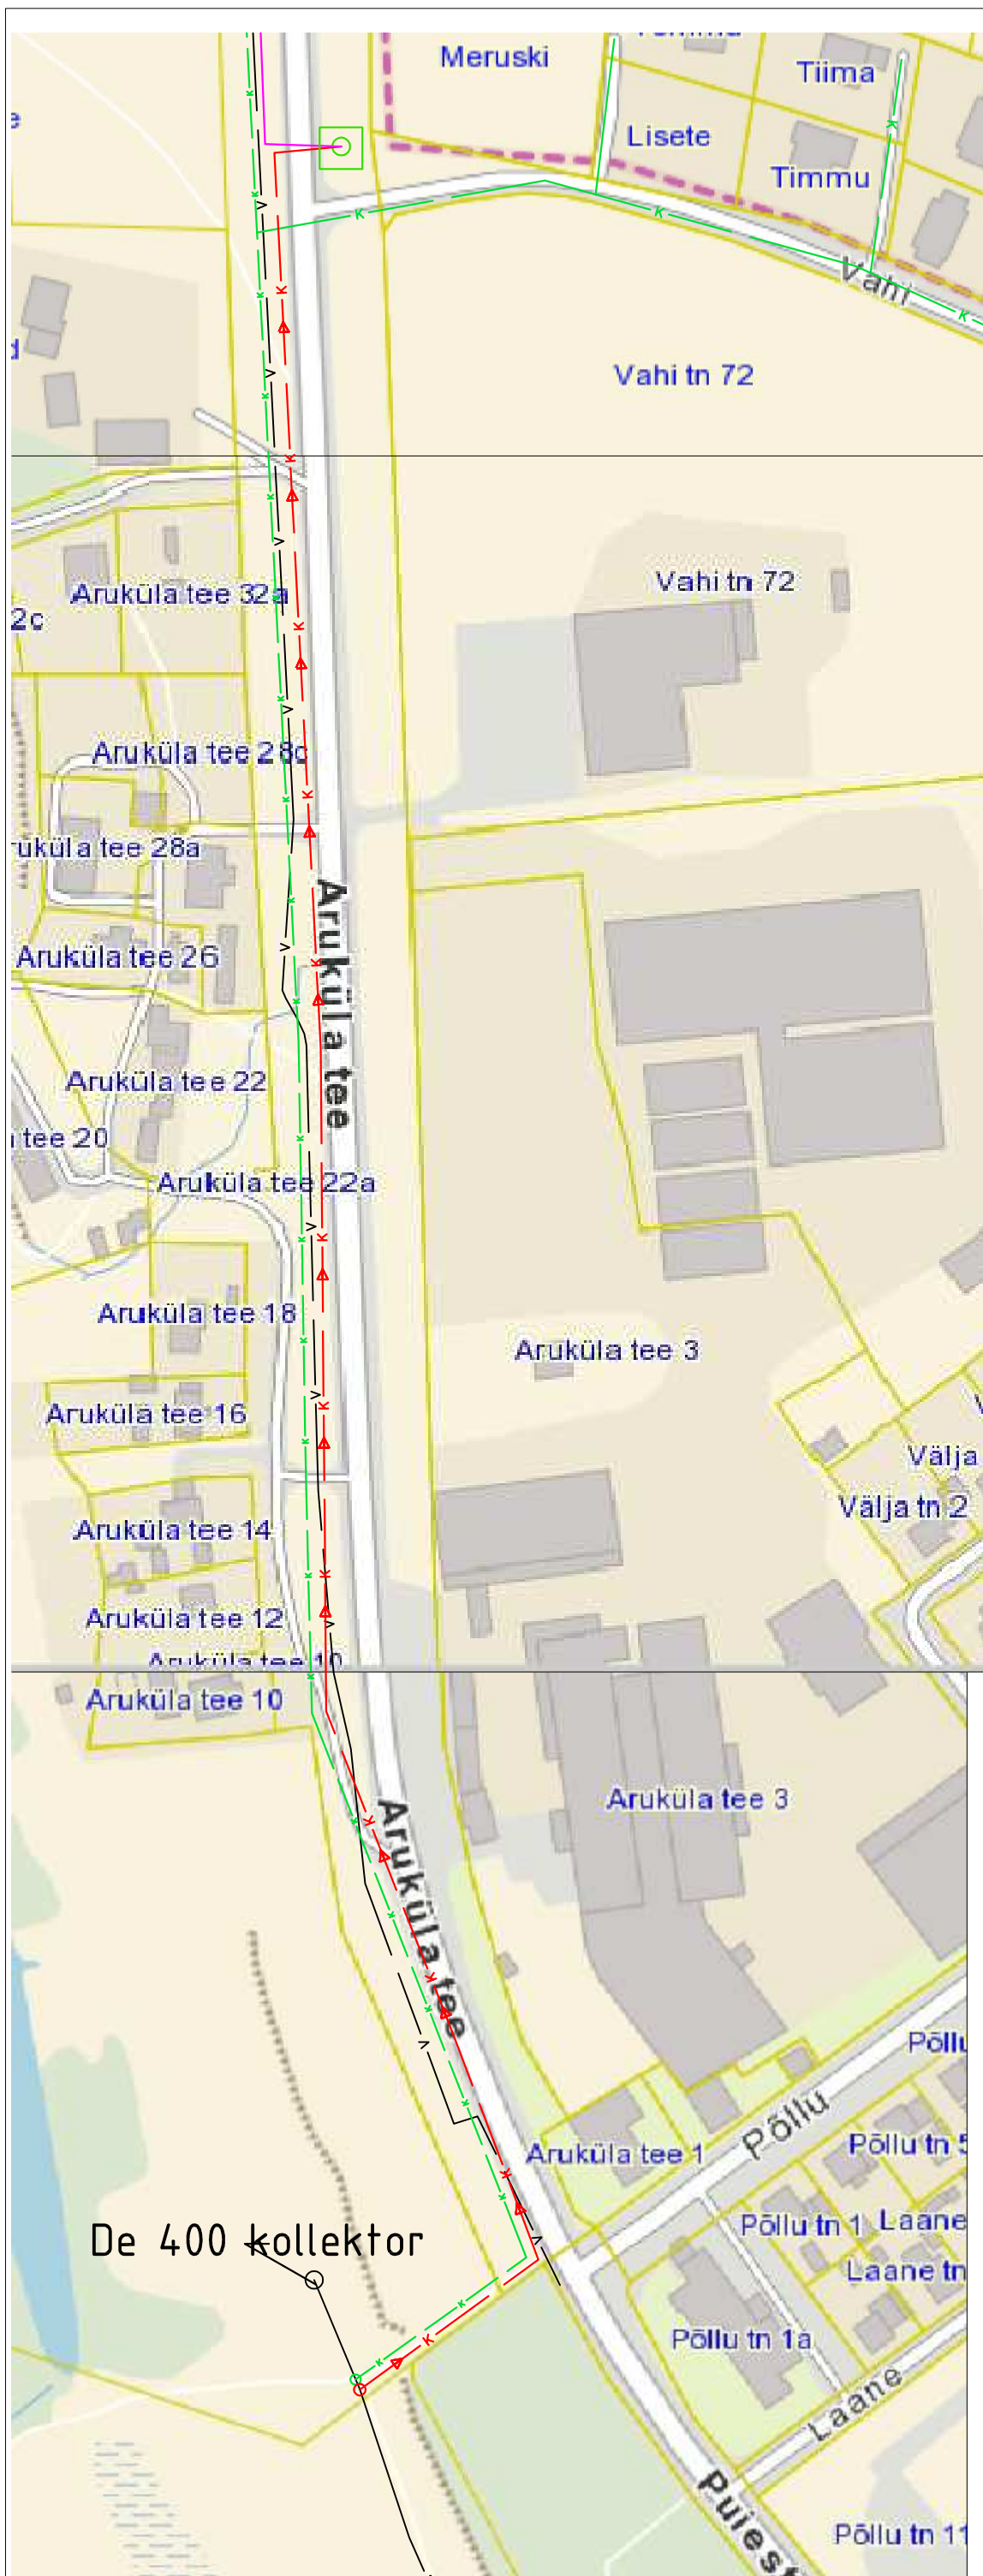 Meruski
Tiima
Lisete
Timmu
Vahi
Vahi tn 72
Vahi tn 72
Aruküla tee 32a
2c
Aruküla tee 28c
uküla tee 28a
Aruküla tee
Aruküla tee 26
Aruküla tee 22
tee 20
Aruküla tee 22a
Aruküla tee 18
Aruküla tee 3
Aruküla tee 16
Välja
Välja tn 2
Aruküla tee 14
Aruküla tee 12
Aruküla tee 10
Aruküla tee 10
Aruküla tee 3
Aruküla tee
Põllu
Põllu
Põllu tn 5
Aruküla tee 1
Põllu tn 1
Laane
De 400 kollektor
Laane tn
Põllu tn 1a
Laane
Puiest
Põllu tn 11
K
V